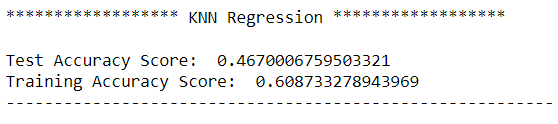 ****************** KNN Regression ******************
Test Accuracy Score:  0.4670006759503321
Training Accuracy Score:  0.608733278943969
---------------------------------------------------------